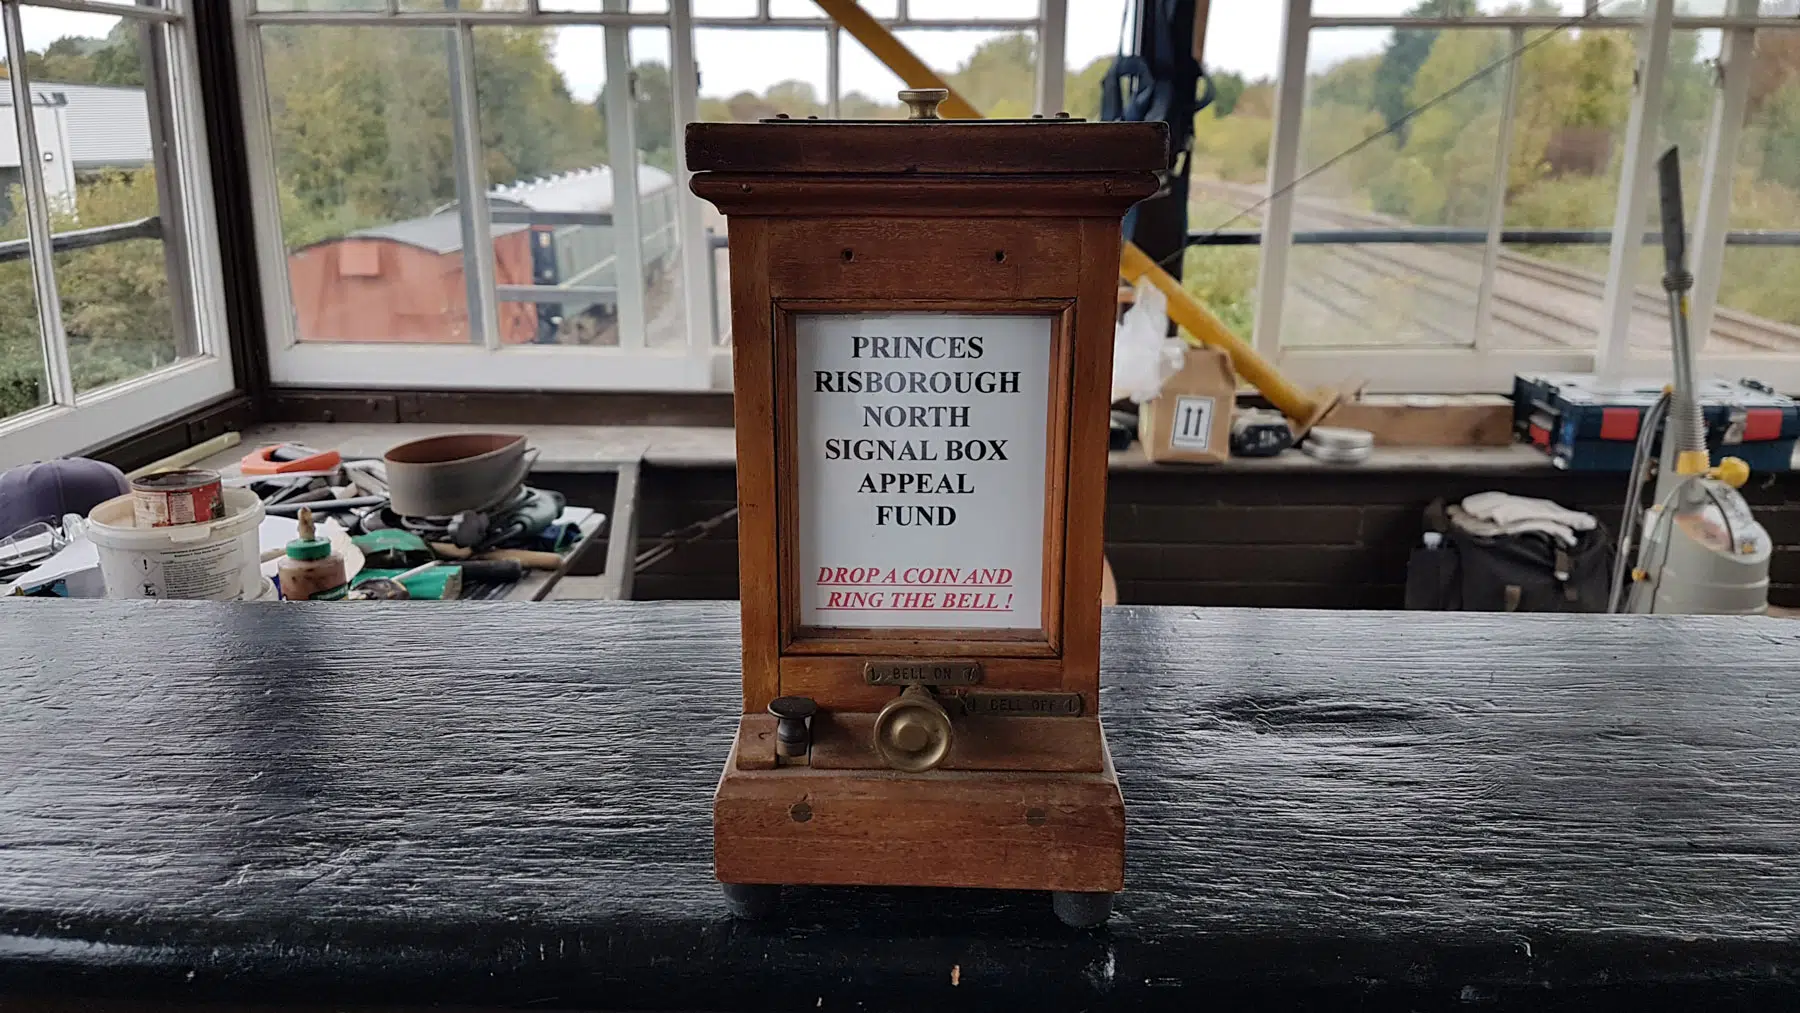 PRINCES
RISBOROUGH
NORTH
SIGNAL BOX
APPEAL
FUND
DROP A COIN AND
RING THE BELL !
BELL ON
BELL OFF